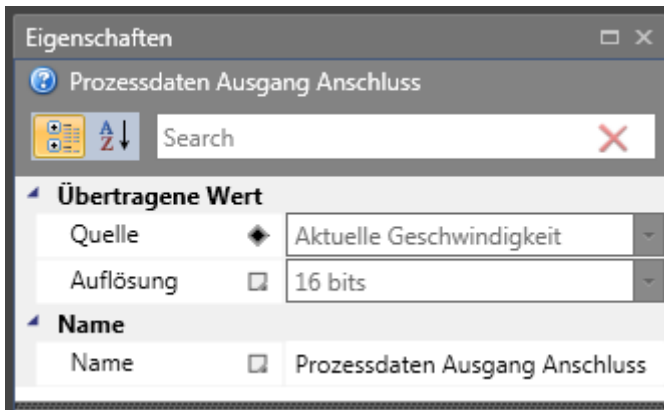 Eigenschaften
Prozessdaten Ausgang Anschluss
A Z Search
Übertragene Wert
Quelle Aktuelle Geschwindigkeit
Auflösung 16 bits
Name
Name Prozessdaten Ausgang Anschluss